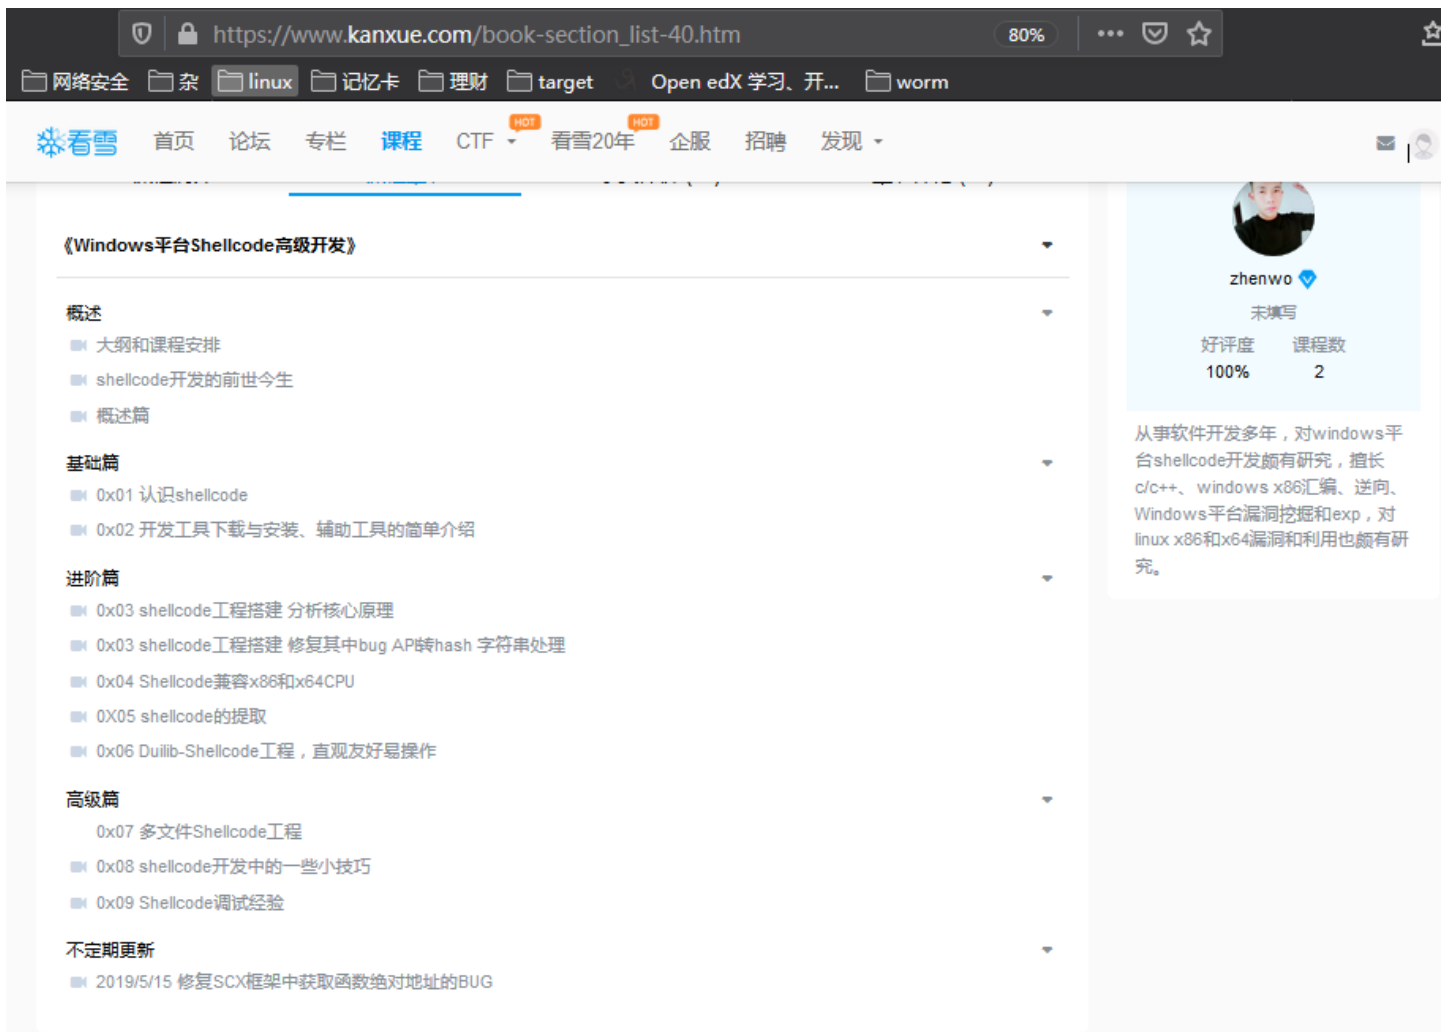 https://www.kanxue.com/book-section_list-40.htm 80%
网络安全 杂 linux 记忆卡 理财 target Open edX 学习、开... worm
看雪 首页 论坛 专栏 课程 CTF HOT 看雪20年 HOT 企服 招聘 发现
《Windows平台Shellcode高级开发》
概述
大纲和课程安排
shellcode开发的前世今生
概述篇
基础篇
0x01 认识shellcode
0x02 开发工具下载与安装、辅助工具的简单介绍
进阶篇
0x03 shellcode工程搭建 分析核心原理
0x03 shellcode工程搭建 修复其中bug API转hash 字符串处理
0x04 Shellcode兼容x86和x64CPU
0X05 shellcode的提取
0x06 Duilib-Shellcode工程，直观友好易操作
高级篇
0x07 多文件Shellcode工程
0x08 shellcode开发中的一些小技巧
0x09 Shellcode调试经验
不定期更新
2019/5/15 修复SCX框架中获取函数绝对地址的BUG
zhenwo
未填写
好评度 课程数
100% 2
从事软件开发多年，对windows平
台shellcode开发颇有研究，擅长
c/c++、windows x86汇编、逆向、
Windows平台漏洞挖掘和exp，对
linux x86和x64漏洞和利用也颇有研
究。